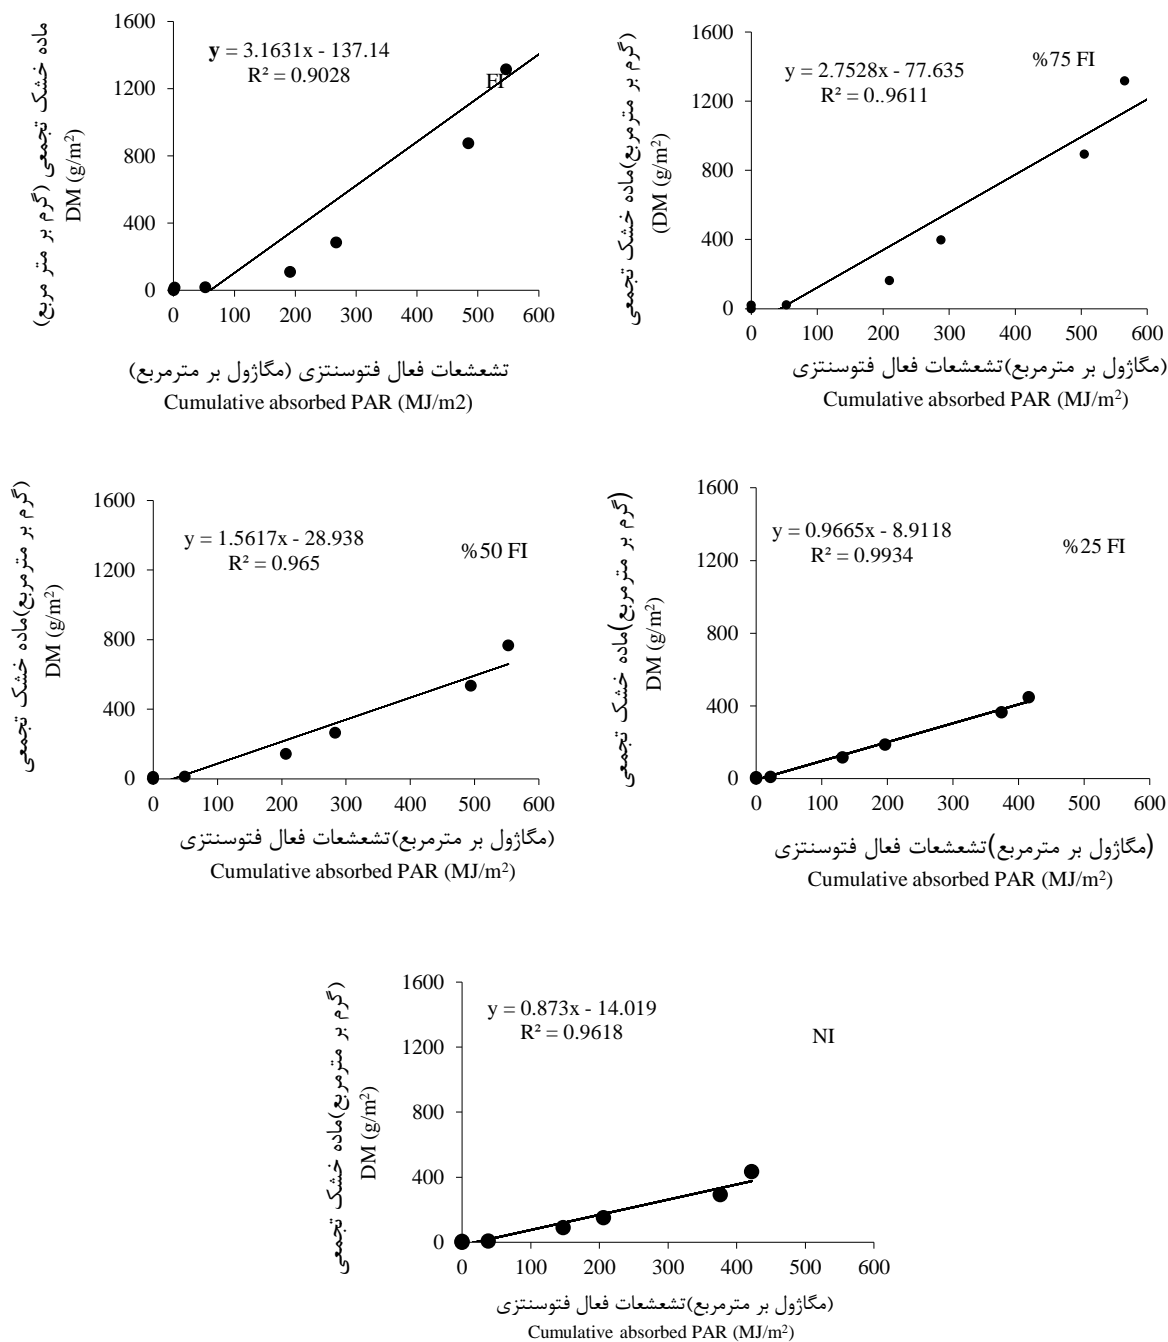 ماده خشک تجمعی (گرم بر متر مربع)
DM (g/m²)
1600
1200
800
400
0
y = 3.1631x - 137.14
R² = 0.9028
FI
0 100 200 300 400 500 600
تشعشعات فعال فتوسنتزی (مگاژول بر مترمربع)
Cumulative absorbed PAR (MJ/m2)
(گرم بر مترمربع)ماده خشک تجمعی
(DM (g/m²)
1600
1200
800
400
0
y = 2.7528x - 77.635
R² = 0..9611
%75 FI
0 100 200 300 400 500 600
(مگاژول بر مترمربع)تشعشعات فعال فتوسنتزی
Cumulative absorbed PAR (MJ/m²)
(گرم بر مترمربع)ماده خشک تجمعی
DM (g/m²)
1600
1200
800
400
0
y = 1.5617x - 28.938
R² = 0.965
%50 FI
0 100 200 300 400 500 600
(مگاژول بر مترمربع)تشعشعات فعال فتوسنتزی
Cumulative absorbed PAR (MJ/m²)
(گرم بر مترمربع)ماده خشک تجمعی
DM (g/m²)
1600
1200
800
400
0
y = 0.9665x - 8.9118
R² = 0.9934
%25 FI
0 100 200 300 400 500 600
(مگاژول بر مترمربع)تشعشعات فعال فتوسنتزی
Cumulative absorbed PAR (MJ/m²)
(گرم بر مترمربع)ماده خشک تجمعی
DM (g/m²)
1600
1200
800
400
0
y = 0.873x - 14.019
R² = 0.9618
NI
0 100 200 300 400 500 600
(مگاژول بر مترمربع)تشعشعات فعال فتوسنتزی
Cumulative absorbed PAR (MJ/m²)